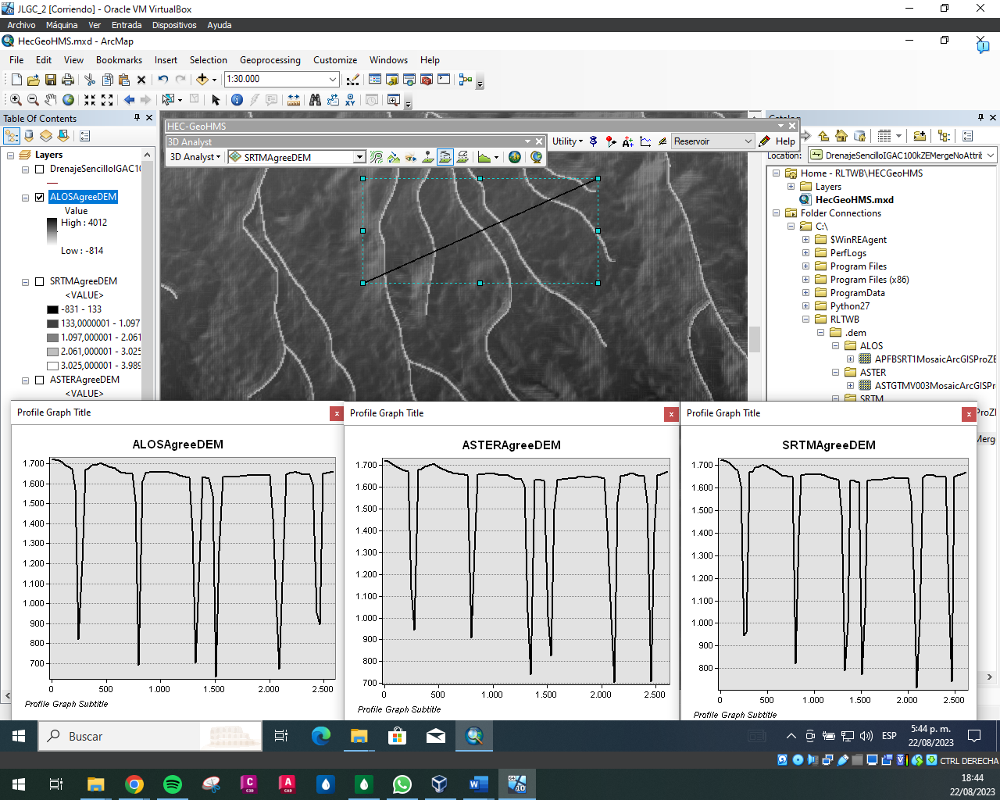 JLGC_2 [Corriendo] - Oracle VM VirtualBox
Archivo Máquina Ver Entrada Dispositivos Ayuda
HecGeoHMS.mxd - ArcMap
File Edit View Bookmarks Insert Selection Geoprocessing Customize Windows Help
1:30.000
Table Of Contents
Layers
DrenajeSencilloIGAC10
ALOSAgreeDEM
Value
High : 4012
Low : -814
SRTMAgreeDEM
<VALUE>
-831 - 133
133,0000001 - 1.097
1.097,000001 - 2.061
2.061,000001 - 3.025
3.025,000001 - 3.989
ASTERAgreeDEM
<VALUE>
HEC-GeoHMS
3D Analyst
3D Analyst SRTMAgreeDEM
Utility Reservoir Help
Catalog
Location: DrenajeSencilloIGAC100kZEMergeNoAttrib
Home - RLTWB\HECGeoHMS
Layers
HecGeoHMS.mxd
Folder Connections
C:\
$WinREAgent
PerfLogs
Program Files
Program Files (x86)
ProgramData
Python27
RLTWB
.dem
ALOS
APFBSRT1MosaicArcGISProZE
ASTER
ASTGTMV003MosaicArcGISPr
SRTM
ProZE
Merge
Profile Graph Title
ALOSAgreeDEM
1.700
1.600
1.500
1.400
1.300
1.200
1.100
1.000
900
800
700
0 500 1.000 1.500 2.000 2.500
Profile Graph Subtitle
Profile Graph Title
ASTERAgreeDEM
1.700
1.600
1.500
1.400
1.300
1.200
1.100
1.000
900
800
700
0 500 1.000 1.500 2.000 2.500
Profile Graph Subtitle
Profile Graph Title
SRTMAgreeDEM
1.700
1.600
1.500
1.400
1.300
1.200
1.100
1.000
900
800
0 500 1.000 1.500 2.000 2.500
Profile Graph Subtitle
Buscar
ESP
5:44 p. m.
22/08/2023
CTRL DERECHA
18:44
22/08/2023